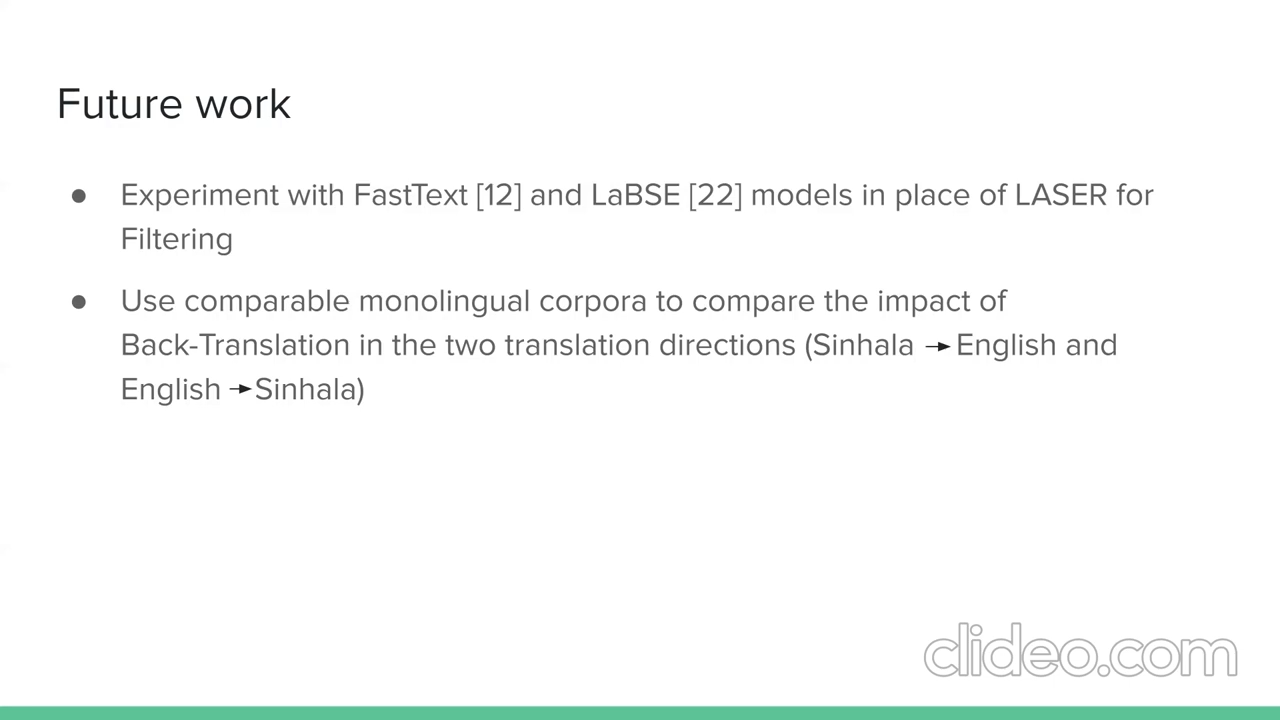 Future work
● Experiment with FastText [12] and LaBSE [22] models in place of LASER for
Filtering
● Use comparable monolingual corpora to compare the impact of
Back-Translation in the two translation directions (Sinhala → English and
English → Sinhala)
clideo.com